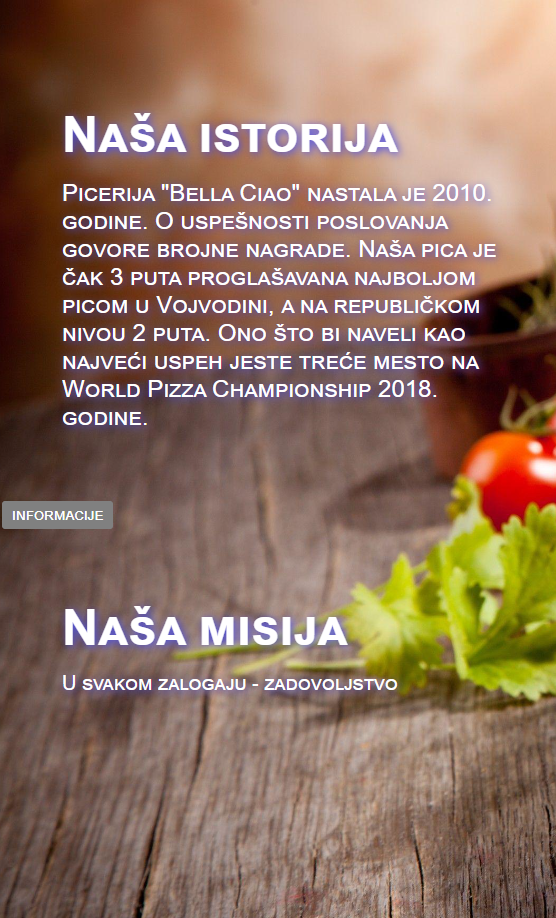 Naša istorija
Picerija "Bella Ciao" nastala je 2010.
godine. O uspešnosti poslovanja
govore brojne nagrade. Naša pica je
čak 3 puta proglašavana najboljom
picom u Vojvodini, a na republičkom
nivou 2 puta. Ono što bi naveli kao
najveći uspeh jeste treće mesto na
World Pizza Championship 2018.
godine.
INFORMACIJE
Naša misija
U svakom zalogaju - zadovoljstvo